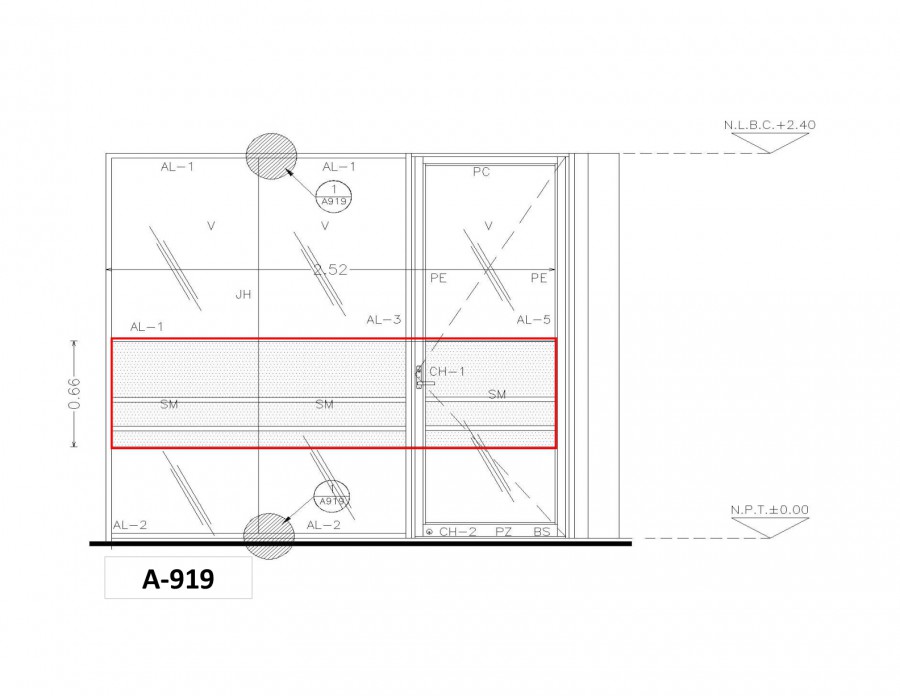 N.L.B.C.+2.40
AL-1 AL-1
PC
1
A919
V V V
2.52
PE PE
JH
AL-3 AL-5
AL-1
CH-1
0.66
SM SM SM
1
A919
N.P.T.±0.00
AL-2 AL-2
CH-2 PZ BS
A-919